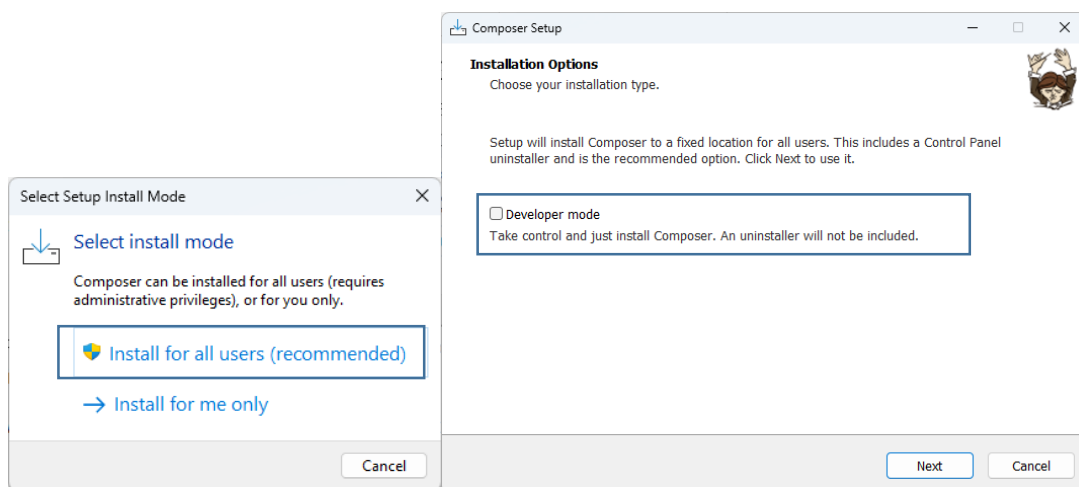 Select Setup Install Mode
Select install mode
Composer can be installed for all users (requires
administrative privileges), or for you only.
Install for all users (recommended)
Install for me only
Cancel
Composer Setup
Installation Options
Choose your installation type.
Setup will install Composer to a fixed location for all users. This includes a Control Panel
uninstaller and is the recommended option. Click Next to use it.
Developer mode
Take control and just install Composer. An uninstaller will not be included.
Next
Cancel